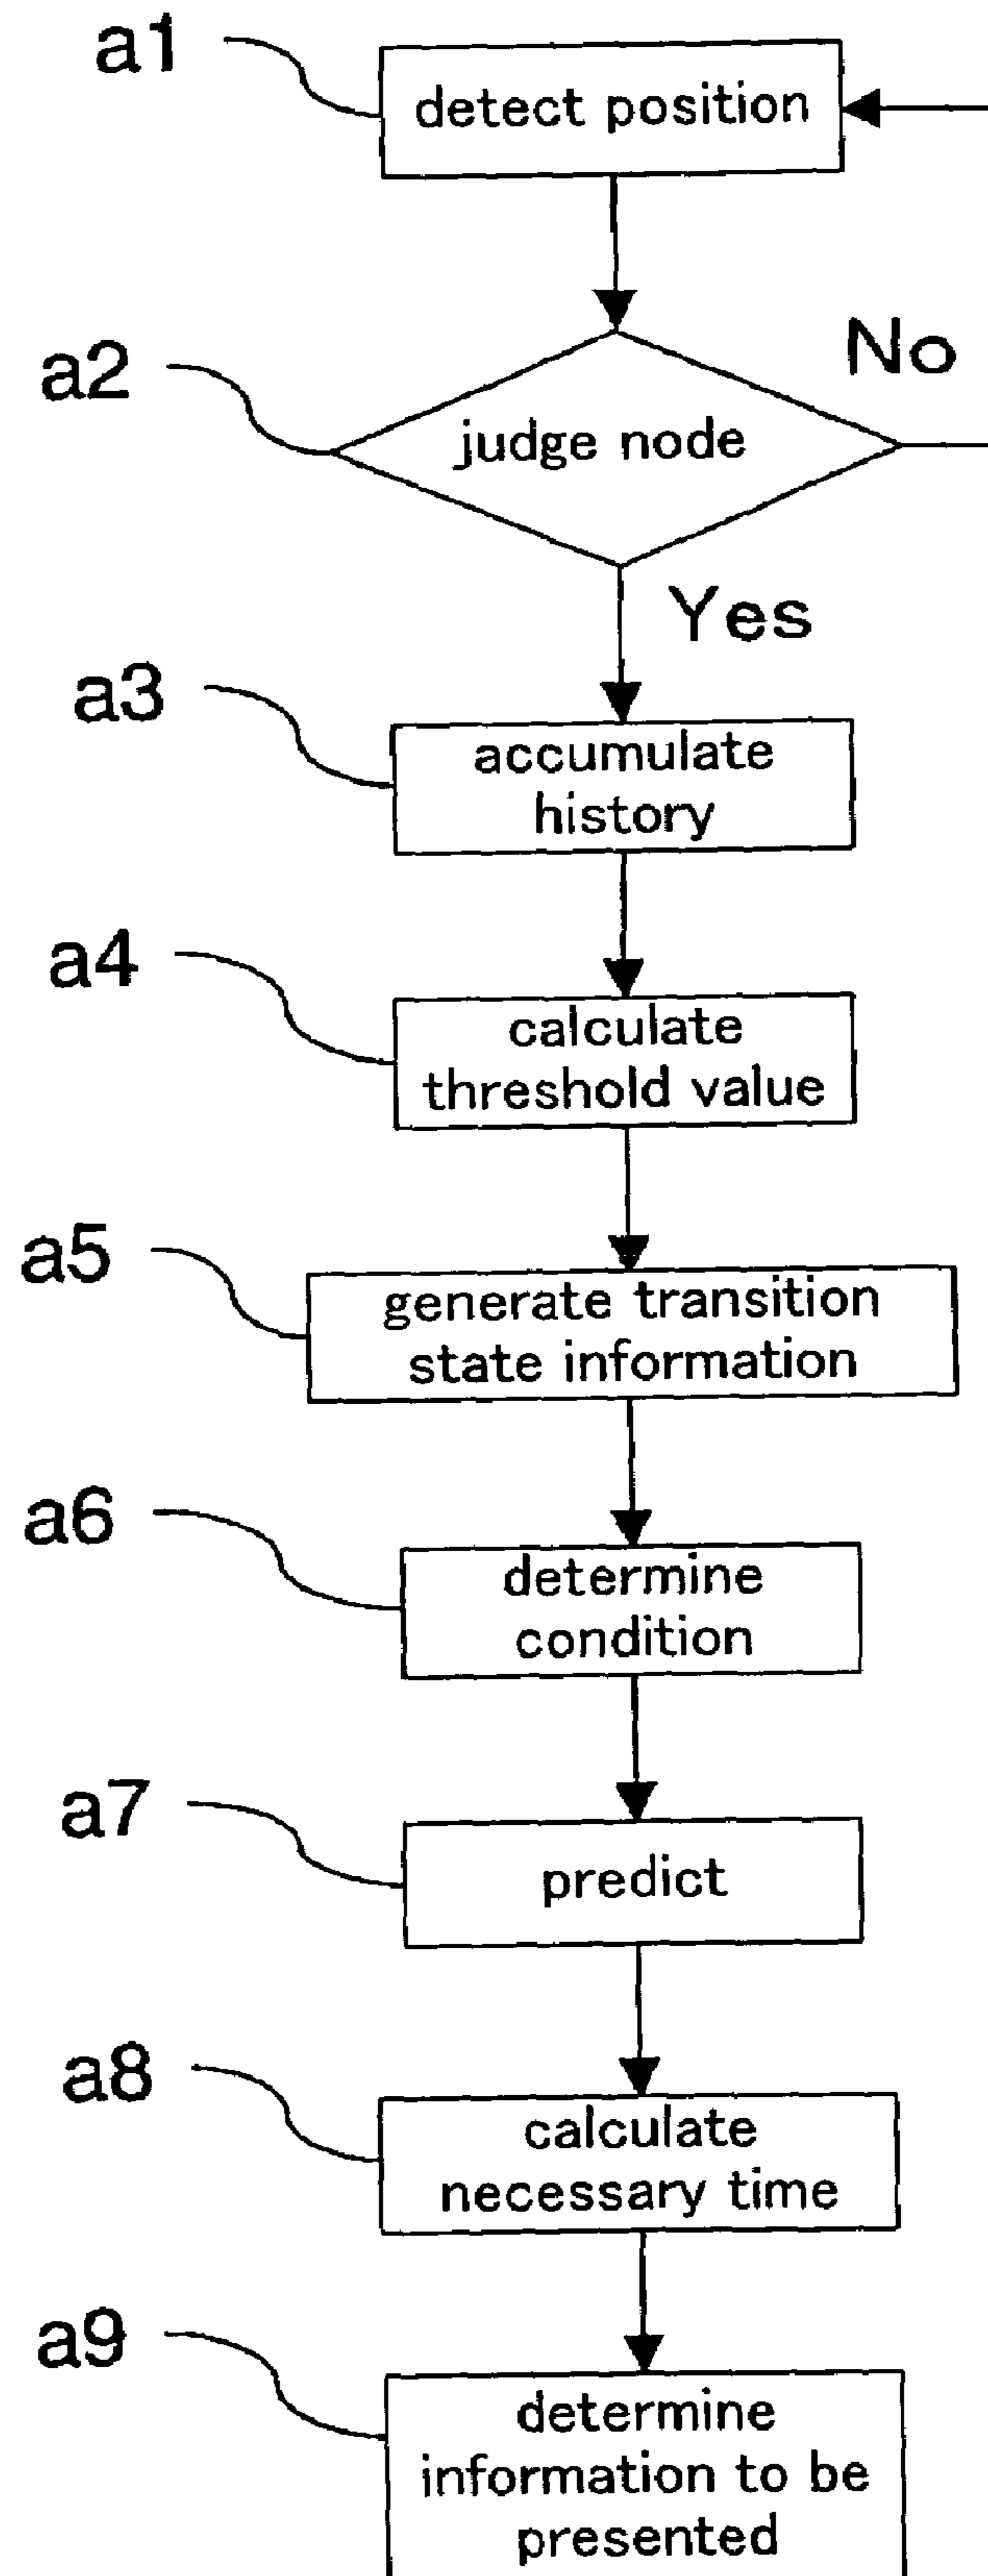 a1
detect position
a2
judge node
No
Yes
a3
accumulate
history
a4
calculate
threshold value
a5
generate transition
state information
a6
determine
condition
a7
predict
a8
calculate
necessary time
a9
determine
information to be
presented